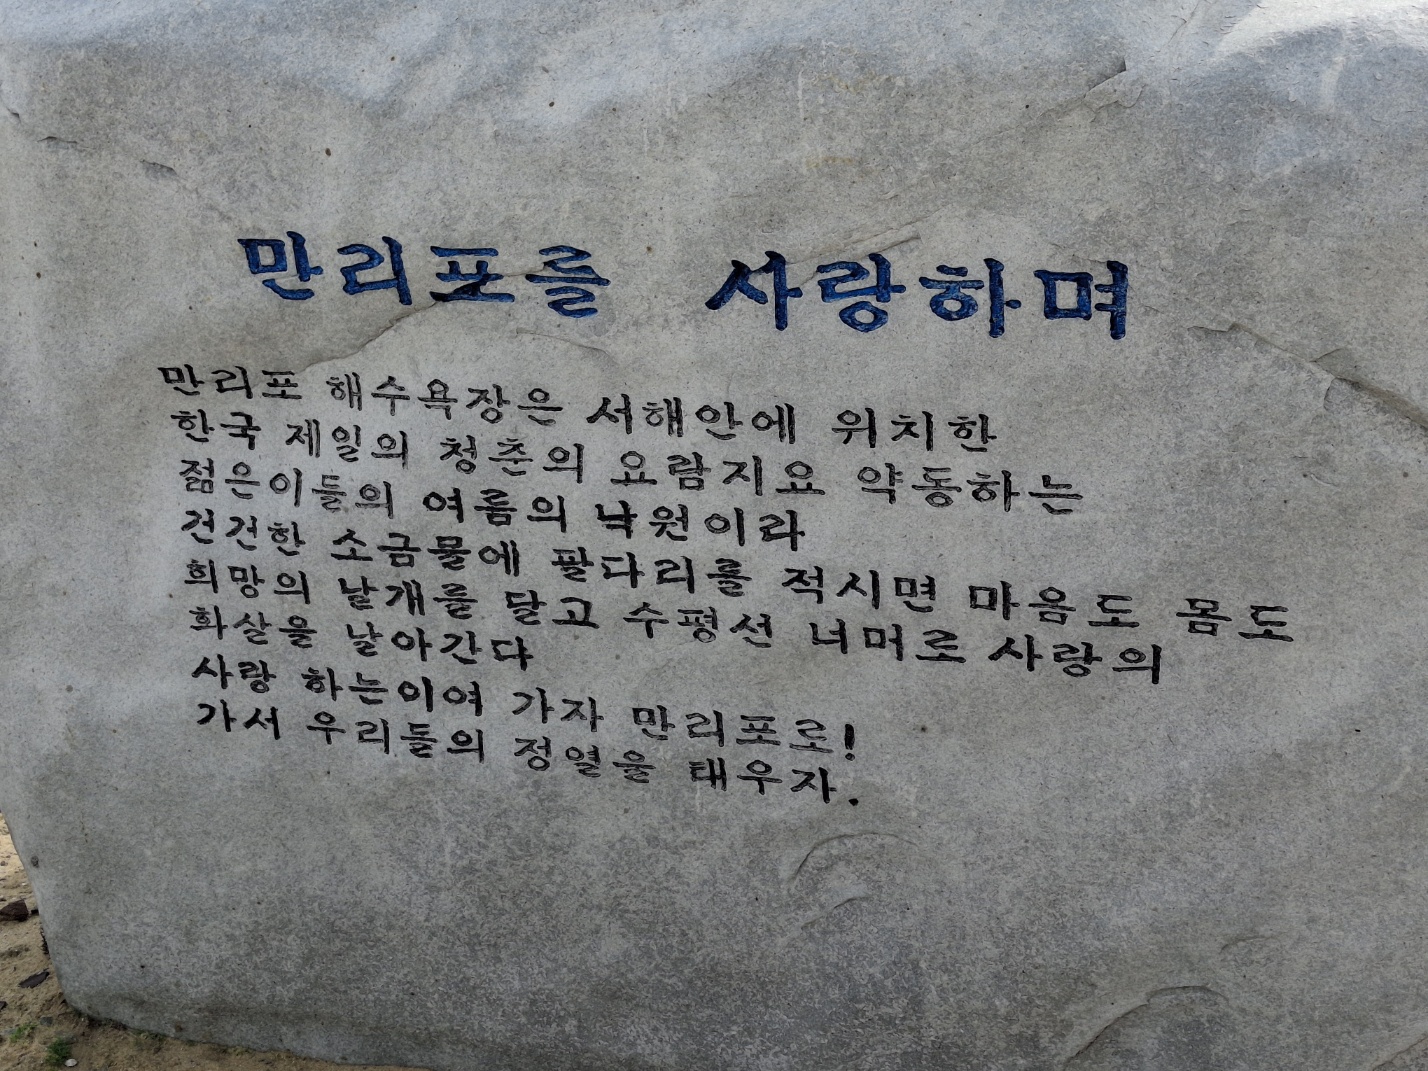 만리포를 사랑하며
만리포 해수욕장은 서해안에 위치한
한국 제일의 청춘의 요람지요 약동하는
젊은이들의 여름의 낙원이라
건건한 소금물에 팔다리를 적시면 마음도 몸도
희망의 날개를 달고 수평선 너머로 사랑의
화살을 날아간다
사랑 하는이여 가자 만리포로!
가서 우리들의 정열을 태우자.